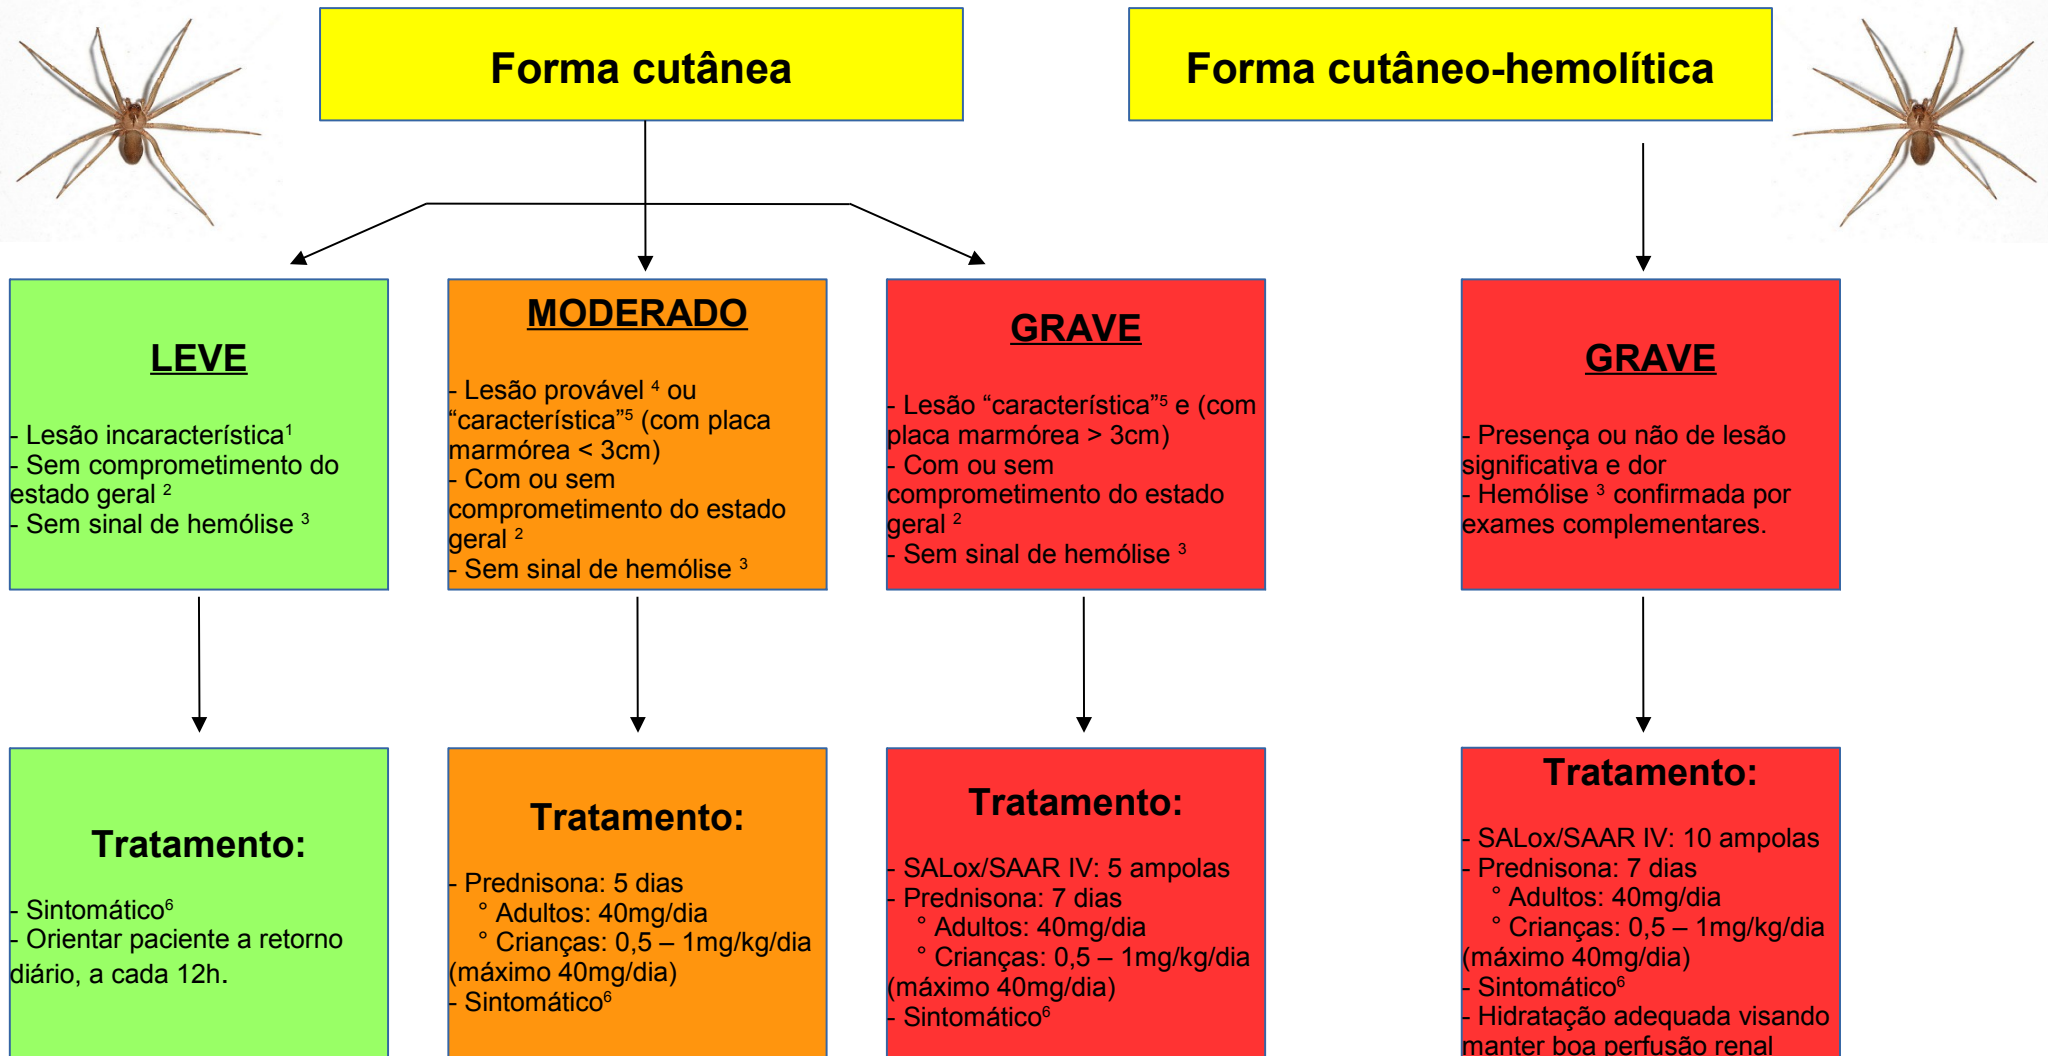 Forma cutânea
Forma cutâneo-hemolítica
LEVE
- Lesão incaracterística¹
- Sem comprometimento do
estado geral ²
- Sem sinal de hemólise ³
MODERADO
- Lesão provável ⁴ ou
“característica”⁵ (com placa
marmórea < 3cm)
- Com ou sem
comprometimento do estado
geral ²
- Sem sinal de hemólise ³
GRAVE
- Lesão “característica”⁵ e (com
placa marmórea > 3cm)
- Com ou sem
comprometimento do estado
geral ²
- Sem sinal de hemólise ³
GRAVE
- Presença ou não de lesão
significativa e dor
- Hemólise ³ confirmada por
exames complementares.
Tratamento:
- Sintomático⁶
- Orientar paciente a retorno
diário, a cada 12h.
Tratamento:
- Prednisona: 5 dias
° Adultos: 40mg/dia
° Crianças: 0,5 – 1mg/kg/dia
(máximo 40mg/dia)
- Sintomático⁶
Tratamento:
- SALox/SAAR IV: 5 ampolas
- Prednisona: 7 dias
° Adultos: 40mg/dia
° Crianças: 0,5 – 1mg/kg/dia
(máximo 40mg/dia)
- Sintomático⁶
Tratamento:
- SALox/SAAR IV: 10 ampolas
- Prednisona: 7 dias
° Adultos: 40mg/dia
° Crianças: 0,5 – 1mg/kg/dia
(máximo 40mg/dia)
- Sintomático⁶
- Hidratação adequada visando
manter boa perfusão renal